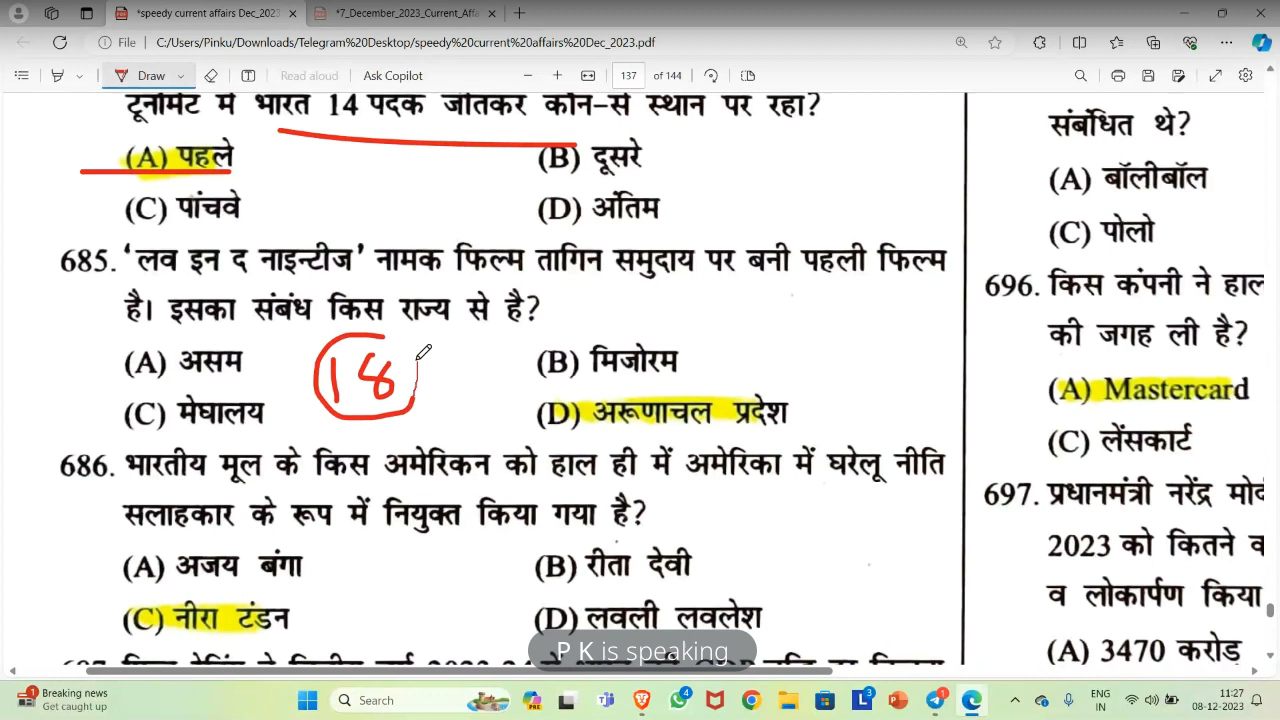 *speedy current affairs Dec_2023
*7_December_2023_Current_Affa
File
C:/Users/Pinku/Downloads/Telegram%20Desktop/speedy%20current%20affairs%20Dec_2023.pdf
Draw
Read aloud
Ask Copilot
137 of 144
टूर्नामेंट में भारत 14 पदक जीतकर कौन-से स्थान पर रहा?
(A) पहले
(B) दूसरे
(C) पांचवे
(D) अंतिम
685. ‘लव इन द नाइन्टीज’ नामक फिल्म तागिन समुदाय पर बनी पहली फिल्म
है। इसका संबंध किस राज्य से है?
(A) असम
(B) मिजोरम
18
(C) मेघालय
(D) अरूणाचल प्रदेश
686. भारतीय मूल के किस अमेरिकन को हाल ही में अमेरिका में घरेलू नीति
सलाहकार के रूप में नियुक्त किया गया है?
(A) अजय बंगा
(B) रीता देवी
(C) नीरा टंडन
(D) लवली लवलेश
संबंधित थे?
(A) बॉलीबॉल
(C) पोलो
696. किस कंपनी ने हाल
की जगह ली है?
(A) Mastercard
(C) लेंसकार्ट
697. प्रधानमंत्री नरेंद्र मोद
2023 को कितने क
व लोकार्पण किया
(A) 3470 करोड़
P K is speaking
Breaking news
Get caught up
Search
ENG
IN
11:27
08-12-2023